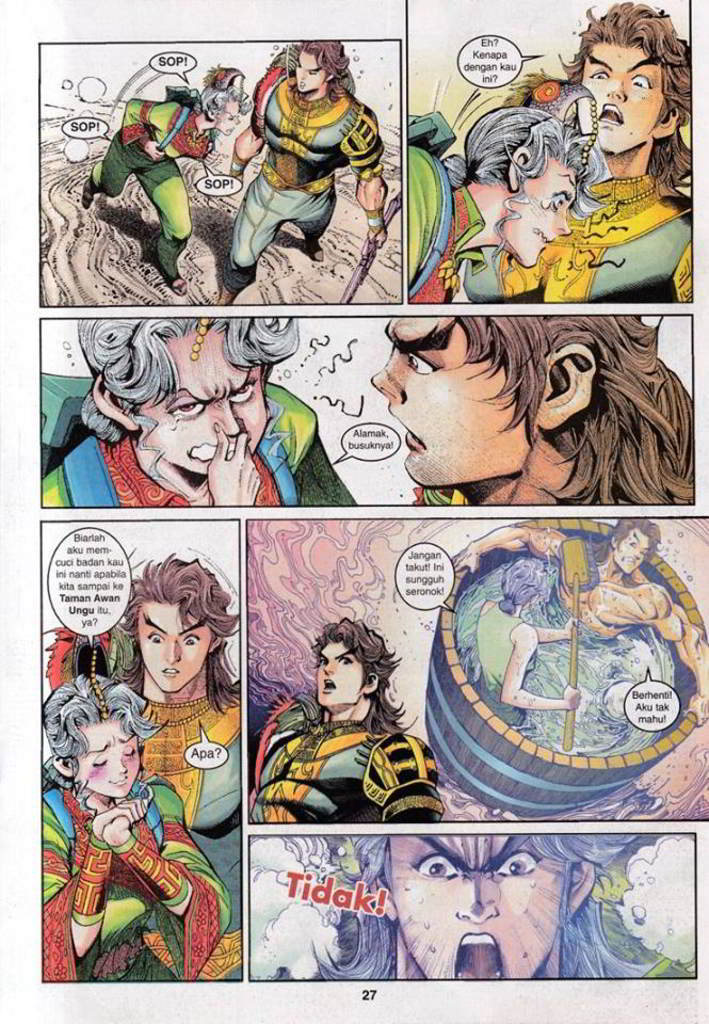 SOP!
SOP!
SOP!
Eh?
Kenapa
dengan kau
ini?
Alamak,
busuknya!
Biarlah
aku mem-
cuci badan kau
ini nanti apabila
kita sampai ke
Taman Awan
Ungu itu,
ya?
Apa?
Jangan
takut! Ini
sungguh
seronok!
Berhenti!
Aku tak
mahu!
Tidak!
27